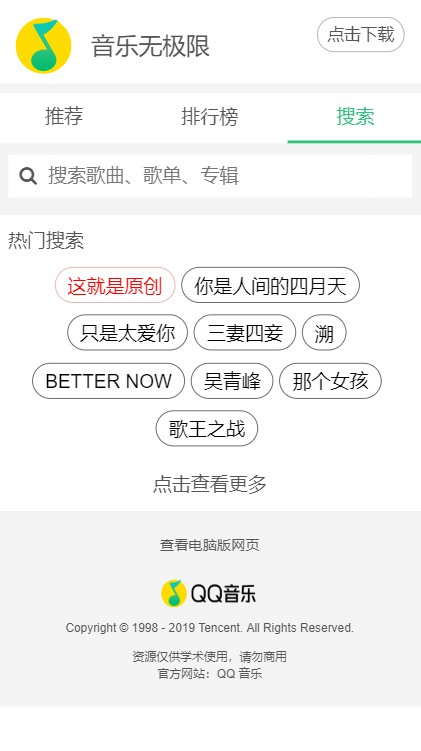 音乐无极限
点击下载
推荐 排行榜 搜索
搜索歌曲、歌单、专辑
热门搜索
这就是原创 你是人间的四月天
只是太爱你 三妻四妾 溯
BETTER NOW 吴青峰 那个女孩
歌王之战
点击查看更多
查看电脑版网页
QQ音乐
Copyright © 1998 - 2019 Tencent. All Rights Reserved.
资源仅供学术使用，请勿商用
官方网站：QQ 音乐